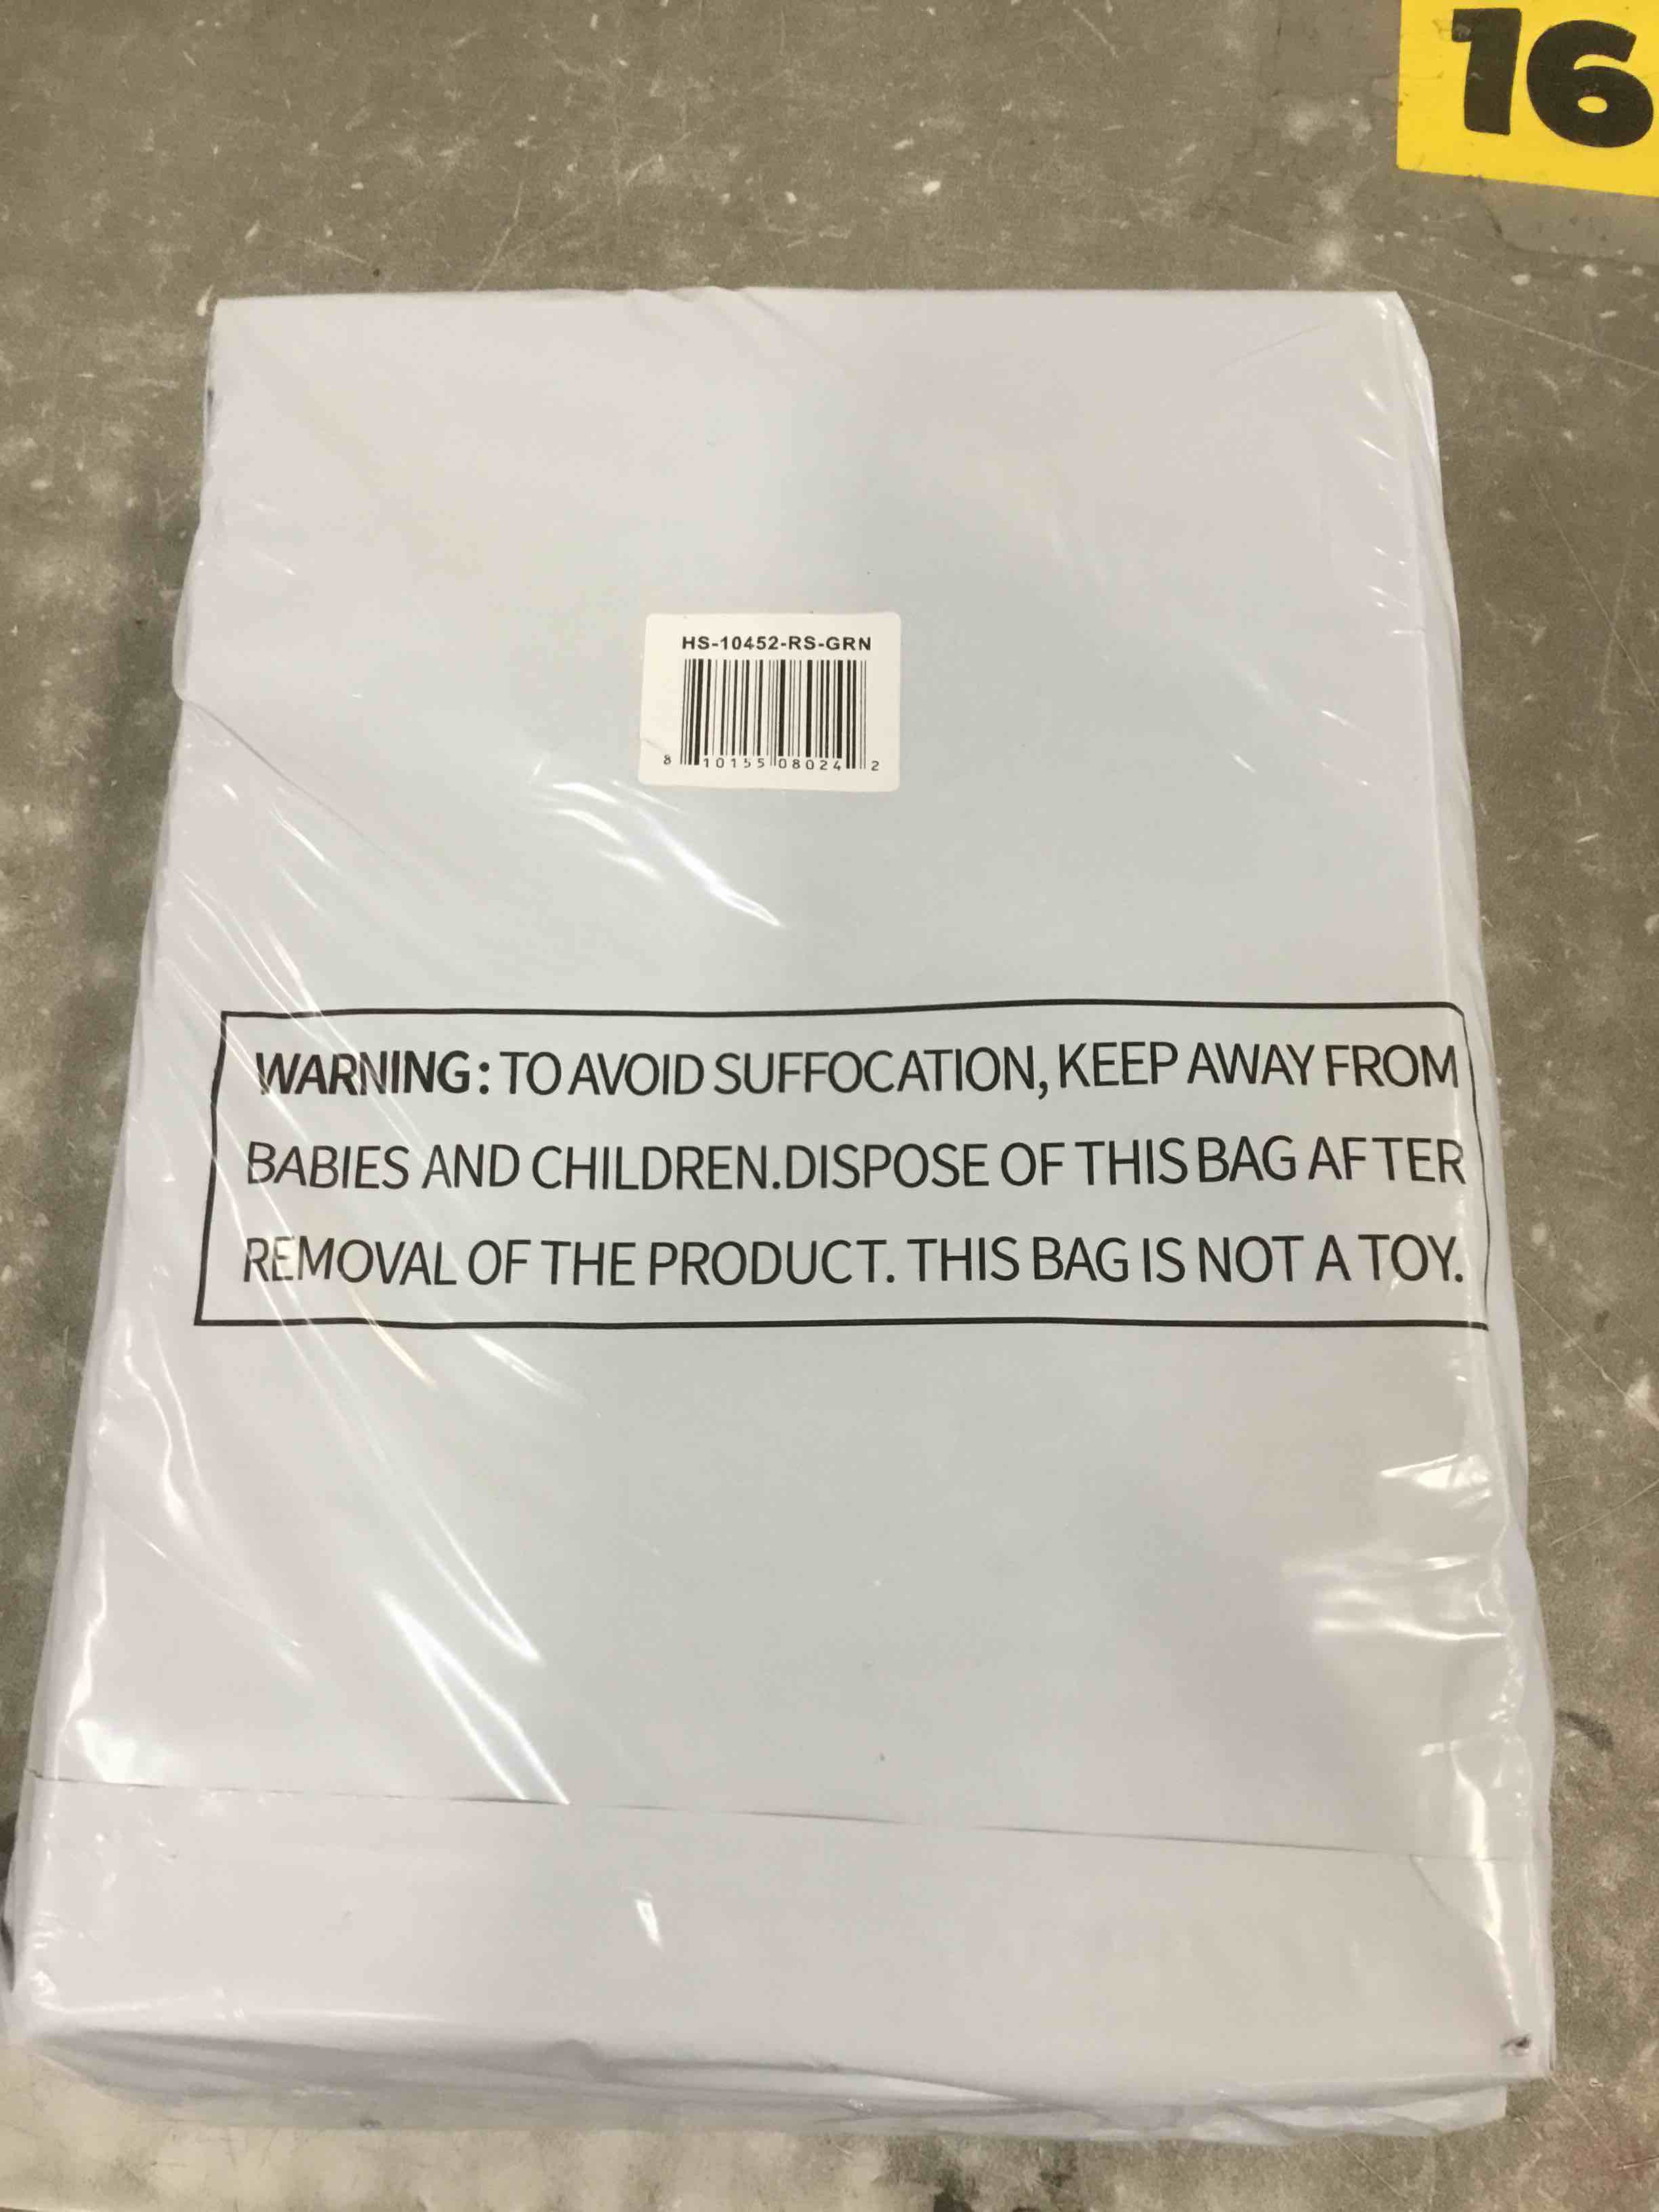 16
HS-10452-RS-GRN
8 10155 08024 2
WARNING: TO AVOID SUFFOCATION, KEEP AWAY FROM
BABIES AND CHILDREN.DISPOSE OF THIS BAG AFTER
REMOVAL OF THE PRODUCT. THIS BAG IS NOT A TOY.